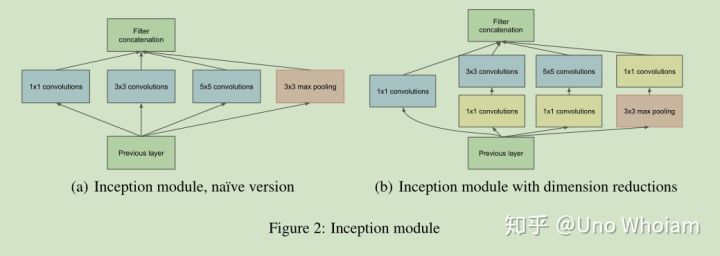 Filter
concatenation
1x1 convolutions
3x3 convolutions
5x5 convolutions
3x3 max pooling
Previous layer
(a) Inception module, naïve version
Filter
concatenation
3x3 convolutions
5x5 convolutions
1x1 convolutions
1x1 convolutions
1x1 convolutions
1x1 convolutions
3x3 max pooling
Previous layer
(b) Inception module with dimension reductions
Figure 2: Inception module
知乎 @Uno Whoiam